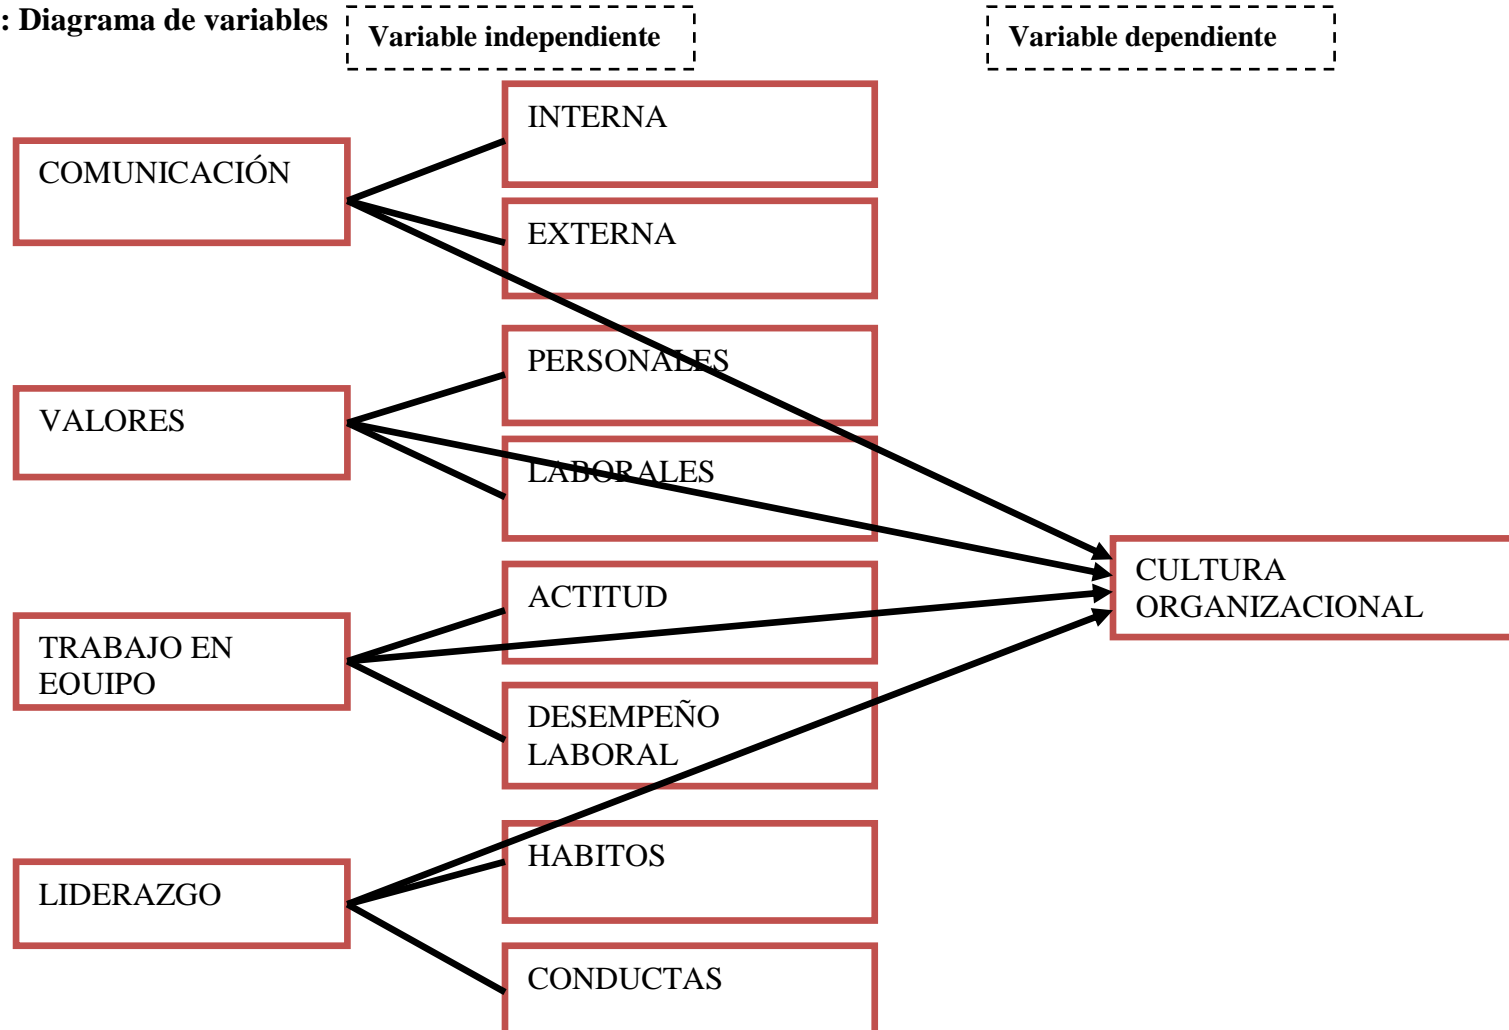 : Diagrama de variables
Variable independiente
Variable dependiente
INTERNA
COMUNICACIÓN
EXTERNA
PERSONALES
VALORES
LABORALES
CULTURA
ORGANIZACIONAL
ACTITUD
TRABAJO EN
EQUIPO
DESEMPEÑO
LABORAL
HABITOS
LIDERAZGO
CONDUCTAS